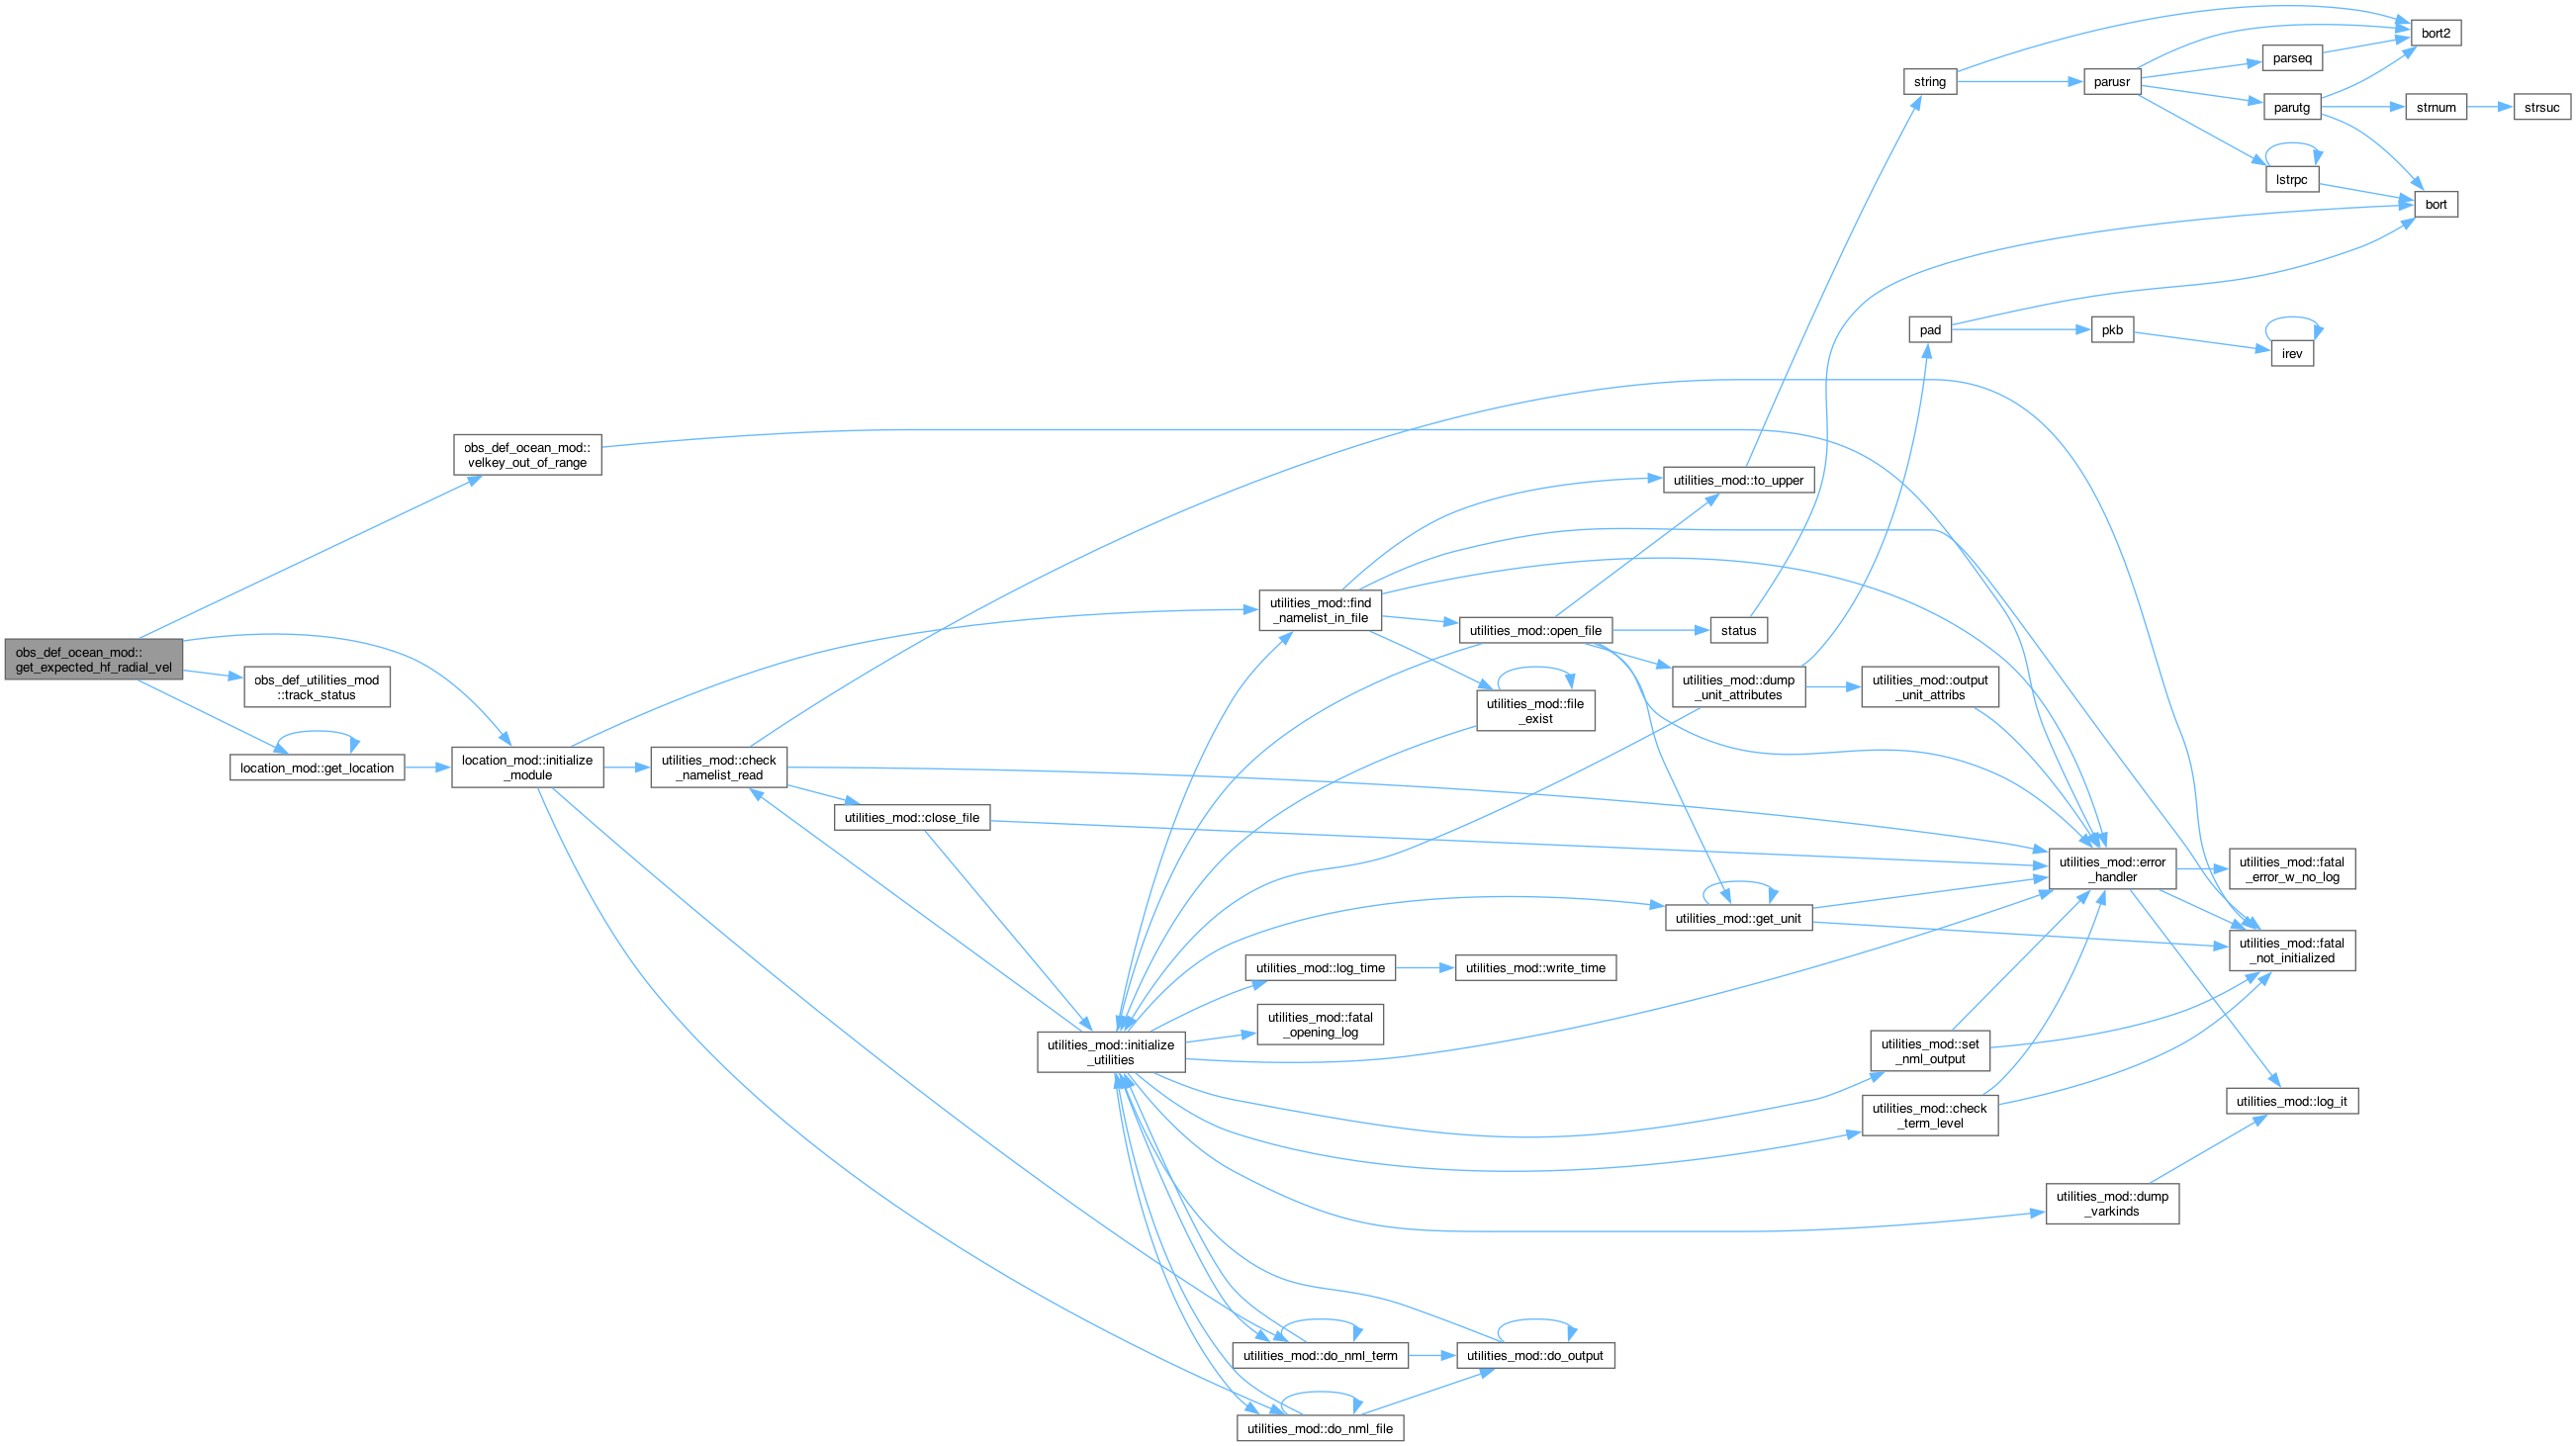 bort2
parseq
string
parusr
parutg
strnum
strsuc
lstrpc
bort
pad
pkb
irev
obs_def_ocean_mod::
velkey_out_of_range
utilities_mod::to_upper
utilities_mod::find
_namelist_in_file
utilities_mod::open_file
status
obs_def_ocean_mod::
get_expected_hf_radial_vel
obs_def_utilities_mod
::track_status
utilities_mod::dump
_unit_attributes
utilities_mod::output
_unit_attribs
utilities_mod::file
_exist
location_mod::get_location
location_mod::initialize
_module
utilities_mod::check
_namelist_read
utilities_mod::close_file
utilities_mod::error
_handler
utilities_mod::fatal
_error_w_no_log
utilities_mod::get_unit
utilities_mod::fatal
_not_initialized
utilities_mod::log_time
utilities_mod::write_time
utilities_mod::fatal
_opening_log
utilities_mod::initialize
_utilities
utilities_mod::set
_nml_output
utilities_mod::check
_term_level
utilities_mod::log_it
utilities_mod::dump
_varkinds
utilities_mod::do_nml_term
utilities_mod::do_output
utilities_mod::do_nml_file